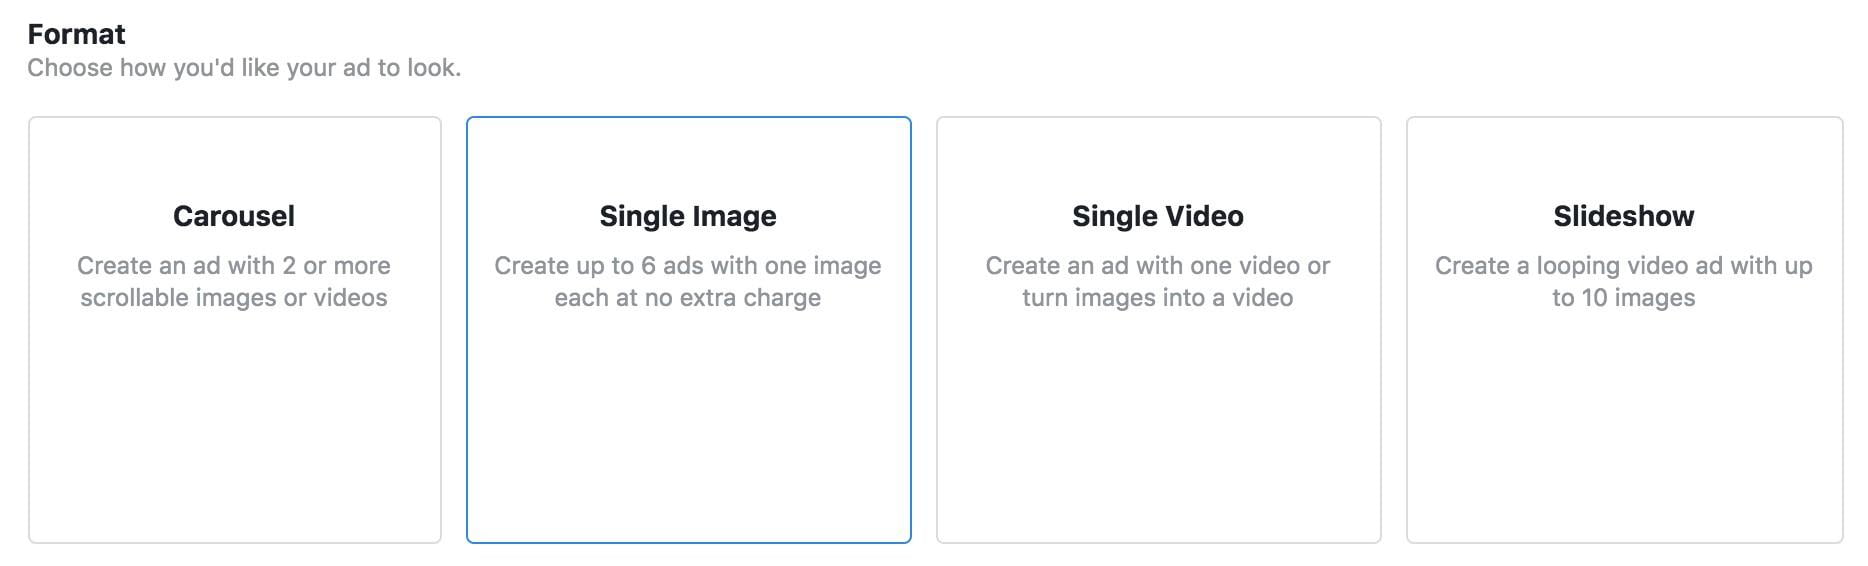 Format
Choose how you'd like your ad to look.
Carousel
Create an ad with 2 or more
scrollable images or videos
Single Image
Create up to 6 ads with one image
each at no extra charge
Single Video
Create an ad with one video or
turn images into a video
Slideshow
Create a looping video ad with up
to 10 images